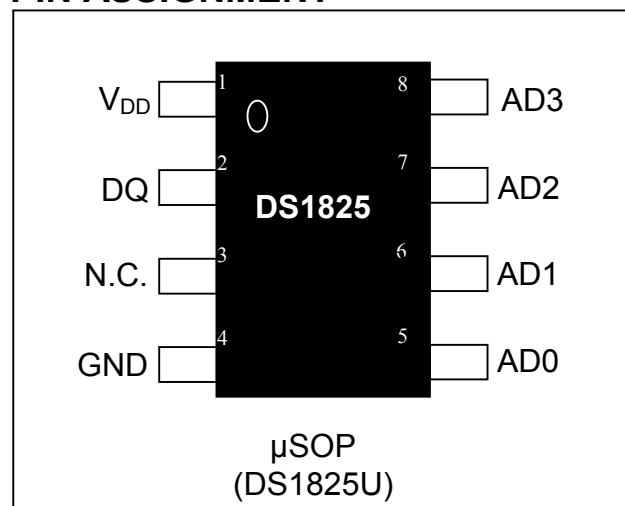 PIN ASSIGNMENT
V_DD 1 8 AD3
DQ 2 7 AD2
DS1825
N.C. 3 6 AD1
GND 4 5 AD0
µSOP
(DS1825U)